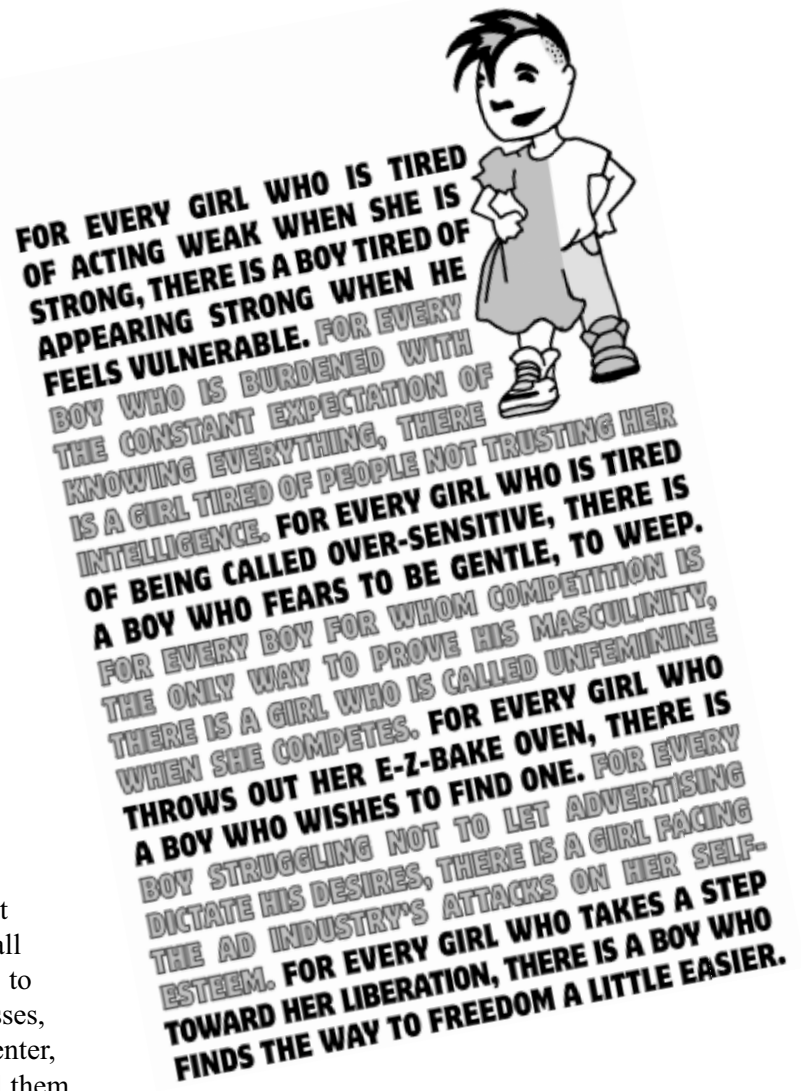 FOR EVERY GIRL WHO IS TIRED
OF ACTING WEAK WHEN SHE IS
STRONG, THERE IS A BOY TIRED OF
APPEARING STRONG WHEN HE
FEELS VULNERABLE. FOR EVERY
BOY WHO IS BURDENED WITH
THE CONSTANT EXPECTATION OF
KNOWING EVERYTHING, THERE
IS A GIRL TIRED OF PEOPLE NOT TRUSTING HER
INTELLIGENCE. FOR EVERY GIRL WHO IS TIRED
OF BEING CALLED OVER-SENSITIVE, THERE IS
A BOY WHO FEARS TO BE GENTLE, TO WEEP.
FOR EVERY BOY FOR WHOM COMPETITION IS
THE ONLY WAY TO PROVE HIS MASCULINITY,
THERE IS A GIRL WHO IS CALLED UNFEMININE
WHEN SHE COMPETES. FOR EVERY GIRL WHO
THROWS OUT HER E-Z-BAKE OVEN, THERE IS
A BOY WHO WISHES TO FIND ONE. FOR EVERY
BOY STRUGGLING NOT TO LET ADVERTISING
DICTATE HIS DESIRES, THERE IS A GIRL FACING
THE AD INDUSTRY'S ATTACKS ON HER SELF-
ESTEEM. FOR EVERY GIRL WHO TAKES A STEP
TOWARD HER LIBERATION, THERE IS A BOY WHO
FINDS THE WAY TO FREEDOM A LITTLE EASIER.
to
enter,
them